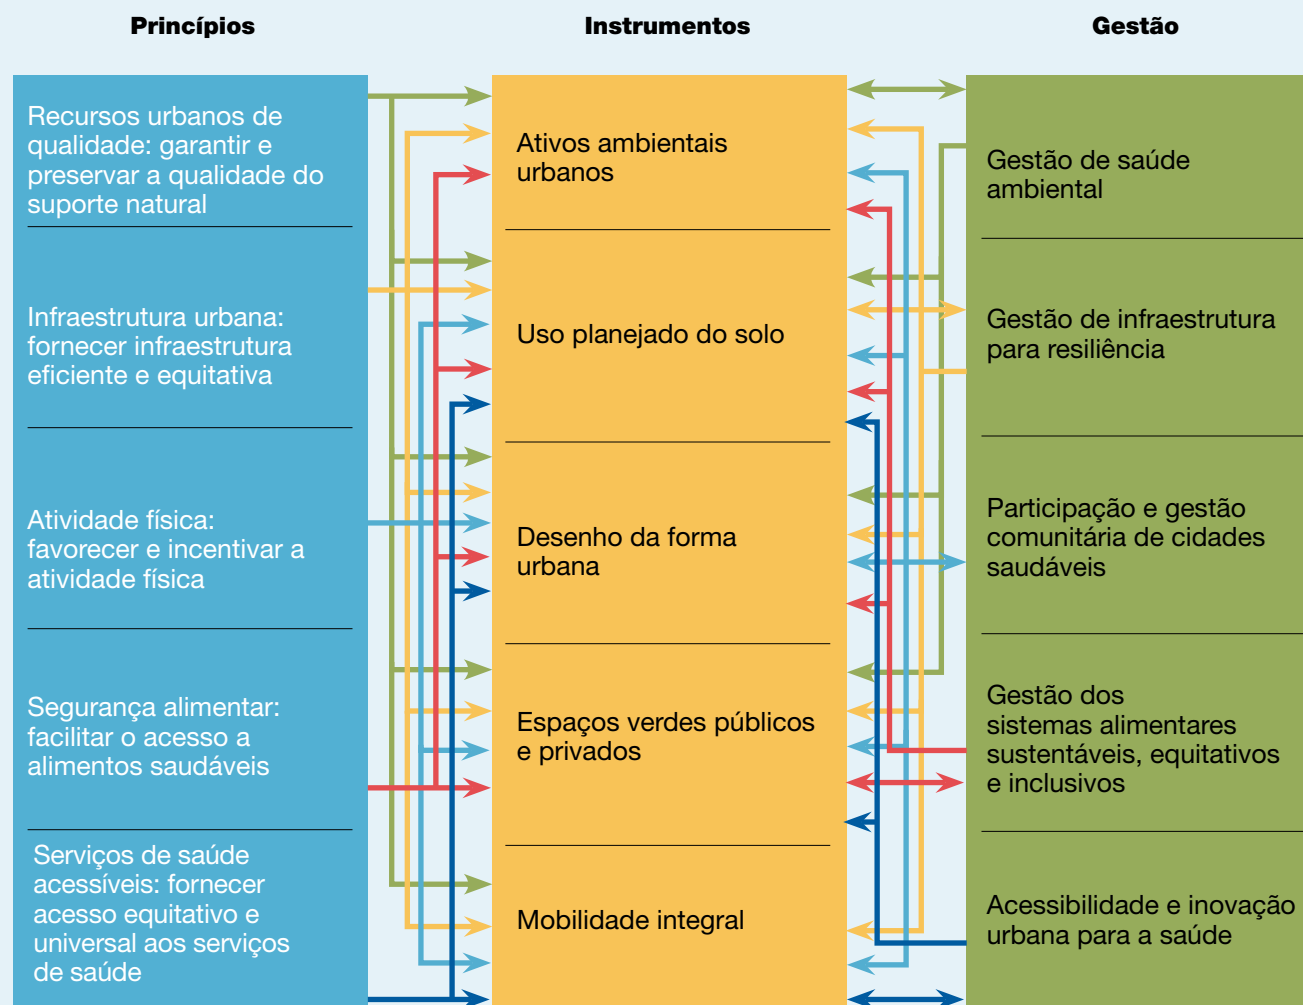 Princípios
Instrumentos
Gestão
Recursos urbanos de
qualidade: garantir e
preservar a qualidade do
suporte natural
Infraestrutura urbana:
fornecer infraestrutura
eficiente e equitativa
Atividade física:
favorecer e incentivar a
atividade física
Segurança alimentar:
facilitar o acesso a
alimentos saudáveis
Serviços de saúde
acessíveis: fornecer
acesso equitativo e
universal aos serviços
de saúde
Ativos ambientais
urbanos
Uso planejado do solo
Desenho da forma
urbana
Espaços verdes públicos
e privados
Mobilidade integral
Gestão de saúde
ambiental
Gestão de infraestrutura
para resiliência
Participação e gestão
comunitária de cidades
saudáveis
Gestão dos
sistemas alimentares
sustentáveis, equitativos
e inclusivos
Acessibilidade e inovação
urbana para a saúde